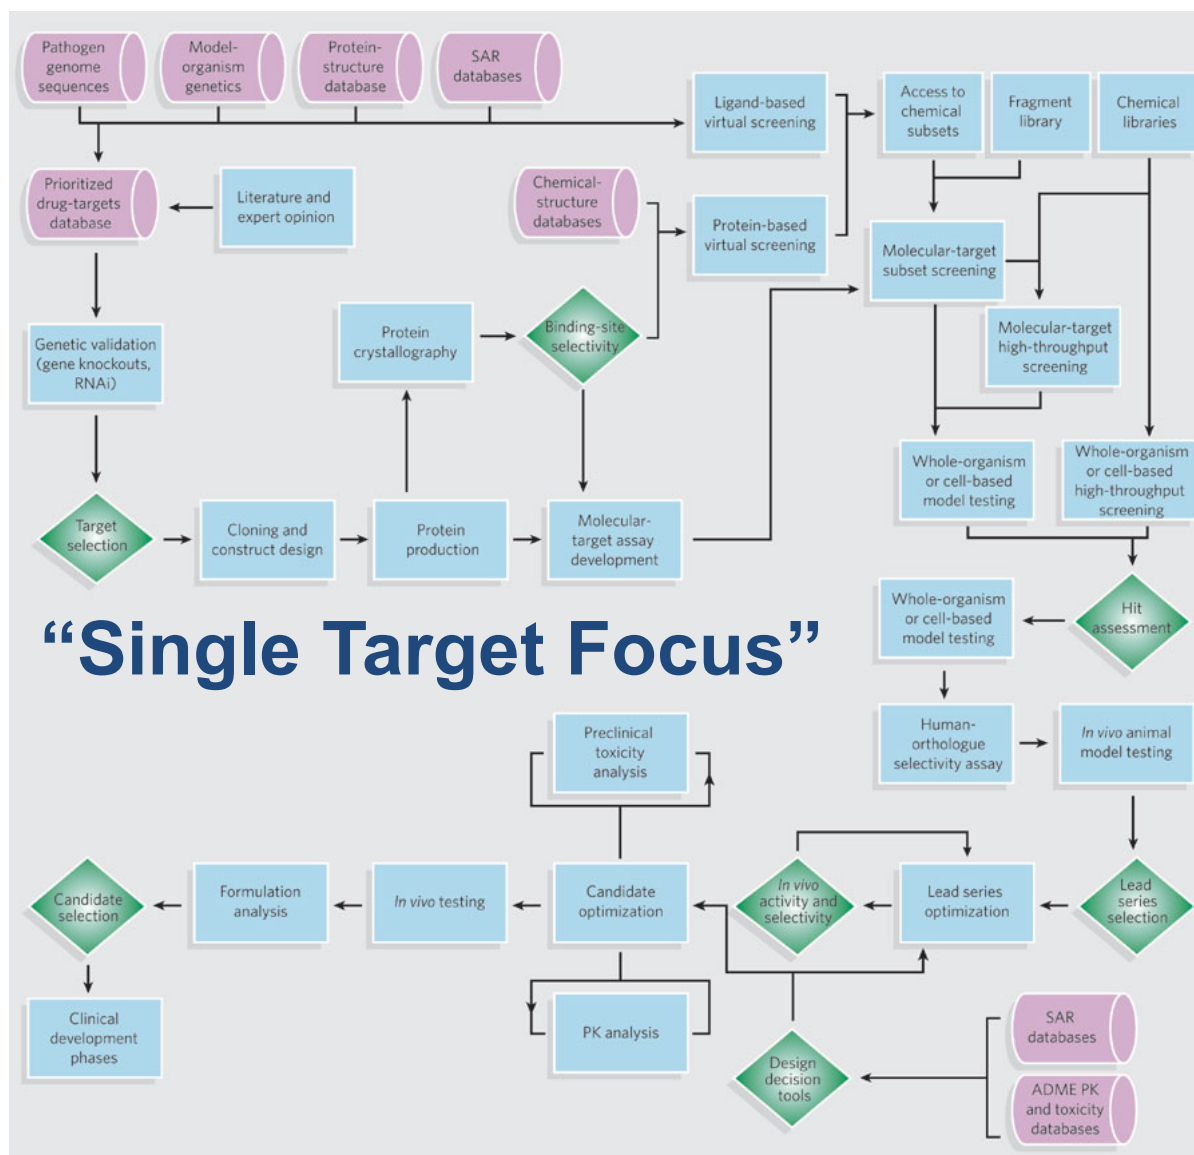 Pathogen
genome
sequences
Model-
organism
genetics
Protein-
structure
database
SAR
databases
Ligand-based
virtual screening
Access to
chemical
subsets
Fragment
library
Chemical
libraries
Prioritized
drug-targets
database
Literature and
expert opinion
Chemical-
structure
databases
Protein-based
virtual screening
Molecular-target
subset screening
Genetic validation
(gene knockouts,
RNAi)
Protein
crystallography
Binding-site
selectivity
Molecular-target
high-throughput
screening
Whole-organism
or cell-based
model testing
Whole-organism
or cell-based
high-throughput
screening
Target
selection
Cloning and
construct design
Protein
production
Molecular-
target assay
development
Whole-organism
or cell-based
model testing
Hit
assessment
“Single Target Focus”
Human-
orthologue
selectivity assay
In vivo animal
model testing
Preclinical
toxicity
analysis
Candidate
selection
Formulation
analysis
In vivo testing
Candidate
optimization
In vivo
activity and
selectivity
Lead series
optimization
Lead
series
selection
Clinical
development
phases
PK analysis
Design
decision
tools
SAR
databases
ADME PK
and toxicity
databases